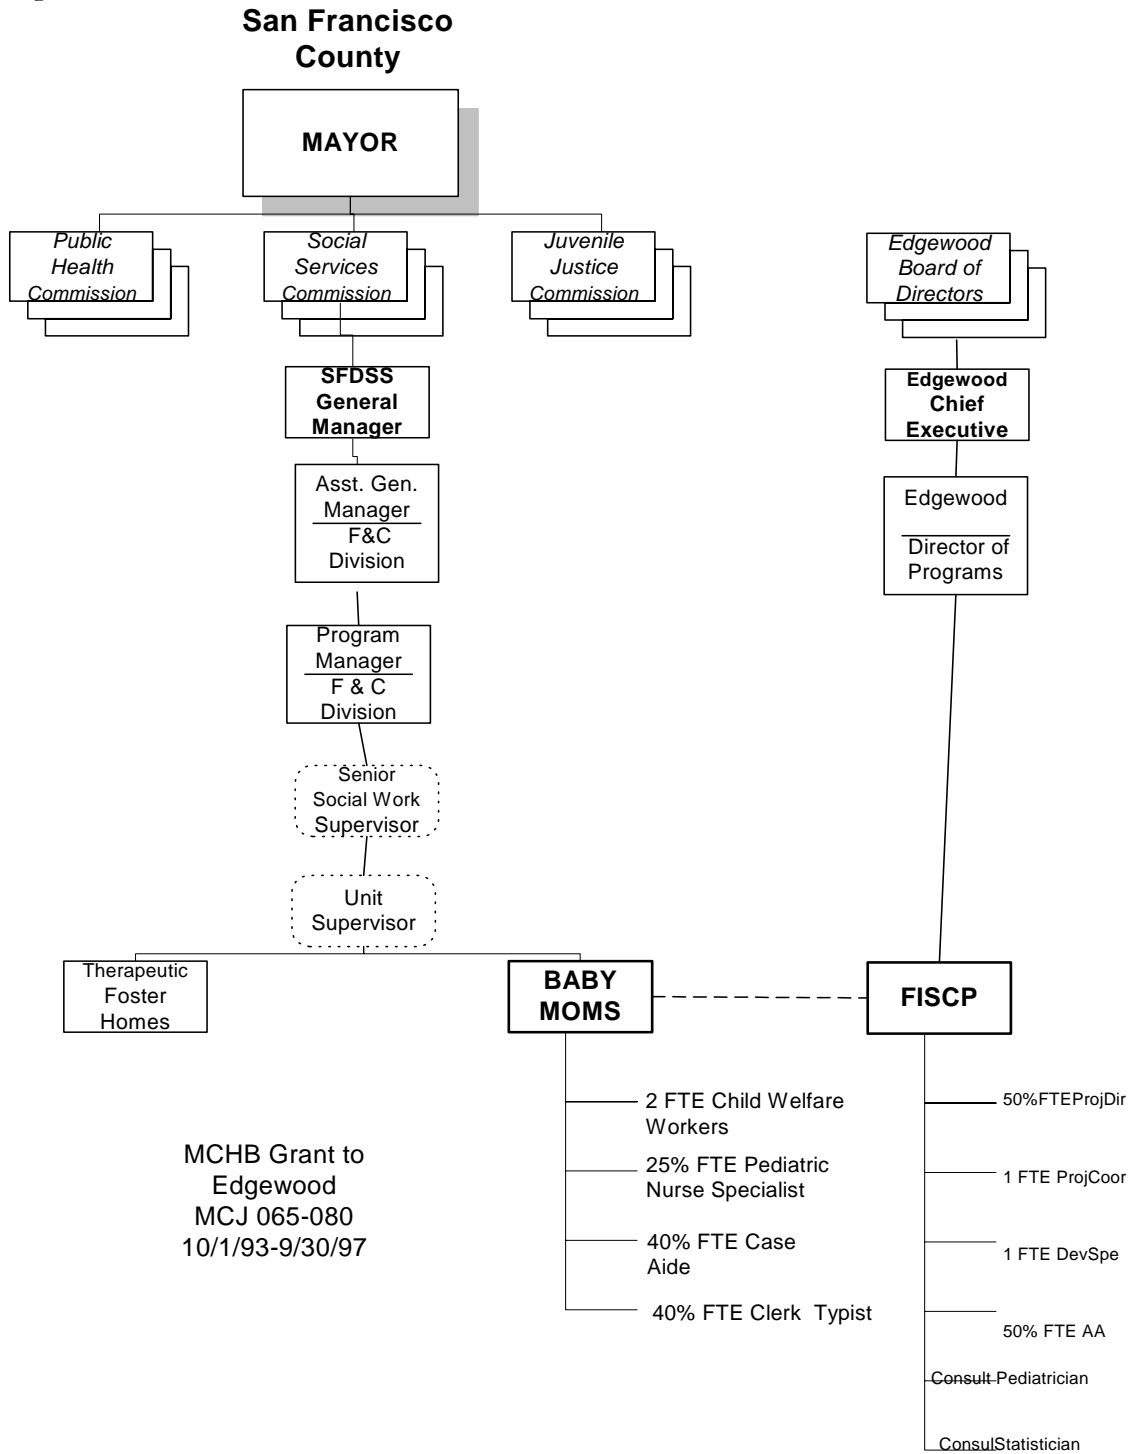 San Francisco
County
MAYOR
Public
Health
Commission
Social
Services
Commission
Juvenile
Justice
Commission
Edgewood
Board of
Directors
SFDSS
General
Manager
Edgewood
Chief
Executive
Asst. Gen.
Manager
F&C
Division
Edgewood
Director of
Programs
Program
Manager
F & C
Division
Senior
Social Work
Supervisor
Unit
Supervisor
Therapeutic
Foster
Homes
BABY
MOMS
FISCP
2 FTE Child Welfare
Workers
25% FTE Pediatric
Nurse Specialist
40% FTE Case
Aide
40% FTE Clerk Typist
50%FTEProjDir
1 FTE ProjCoor
1 FTE DevSpe
50% FTE AA
Consult Pediatrician
ConsulStatistician
MCHB Grant to
Edgewood
MCJ 065-080
10/1/93-9/30/97